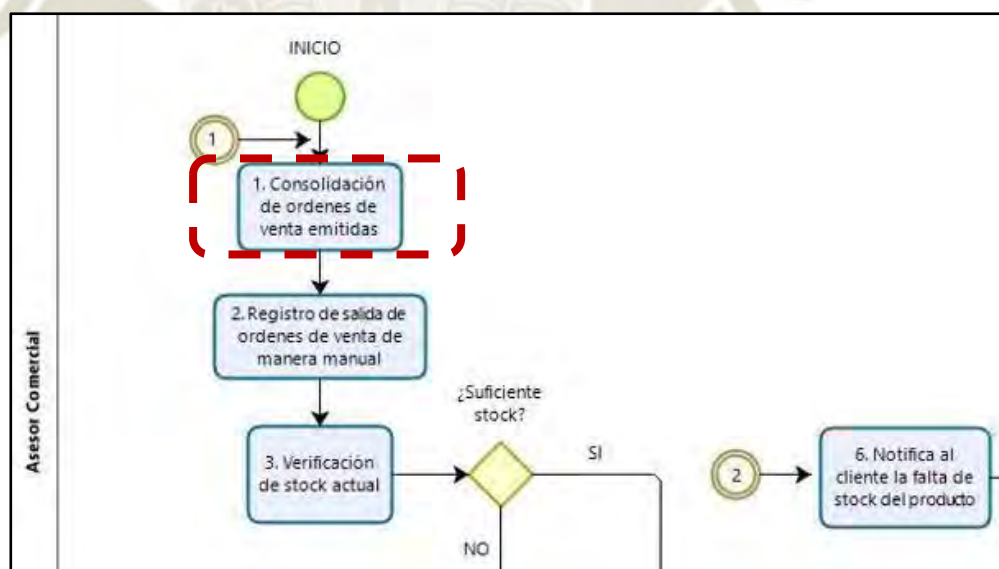 INICIO
1
1. Consolidación
de ordenes de
venta emitidas
2. Registro de salida de
ordenes de venta de
manera manual
Asesor Comercial
3. Verificación
de stock actual
¿Suficiente
stock?
SI
NO
2
6. Notifica al
cliente la falta de
stock del producto